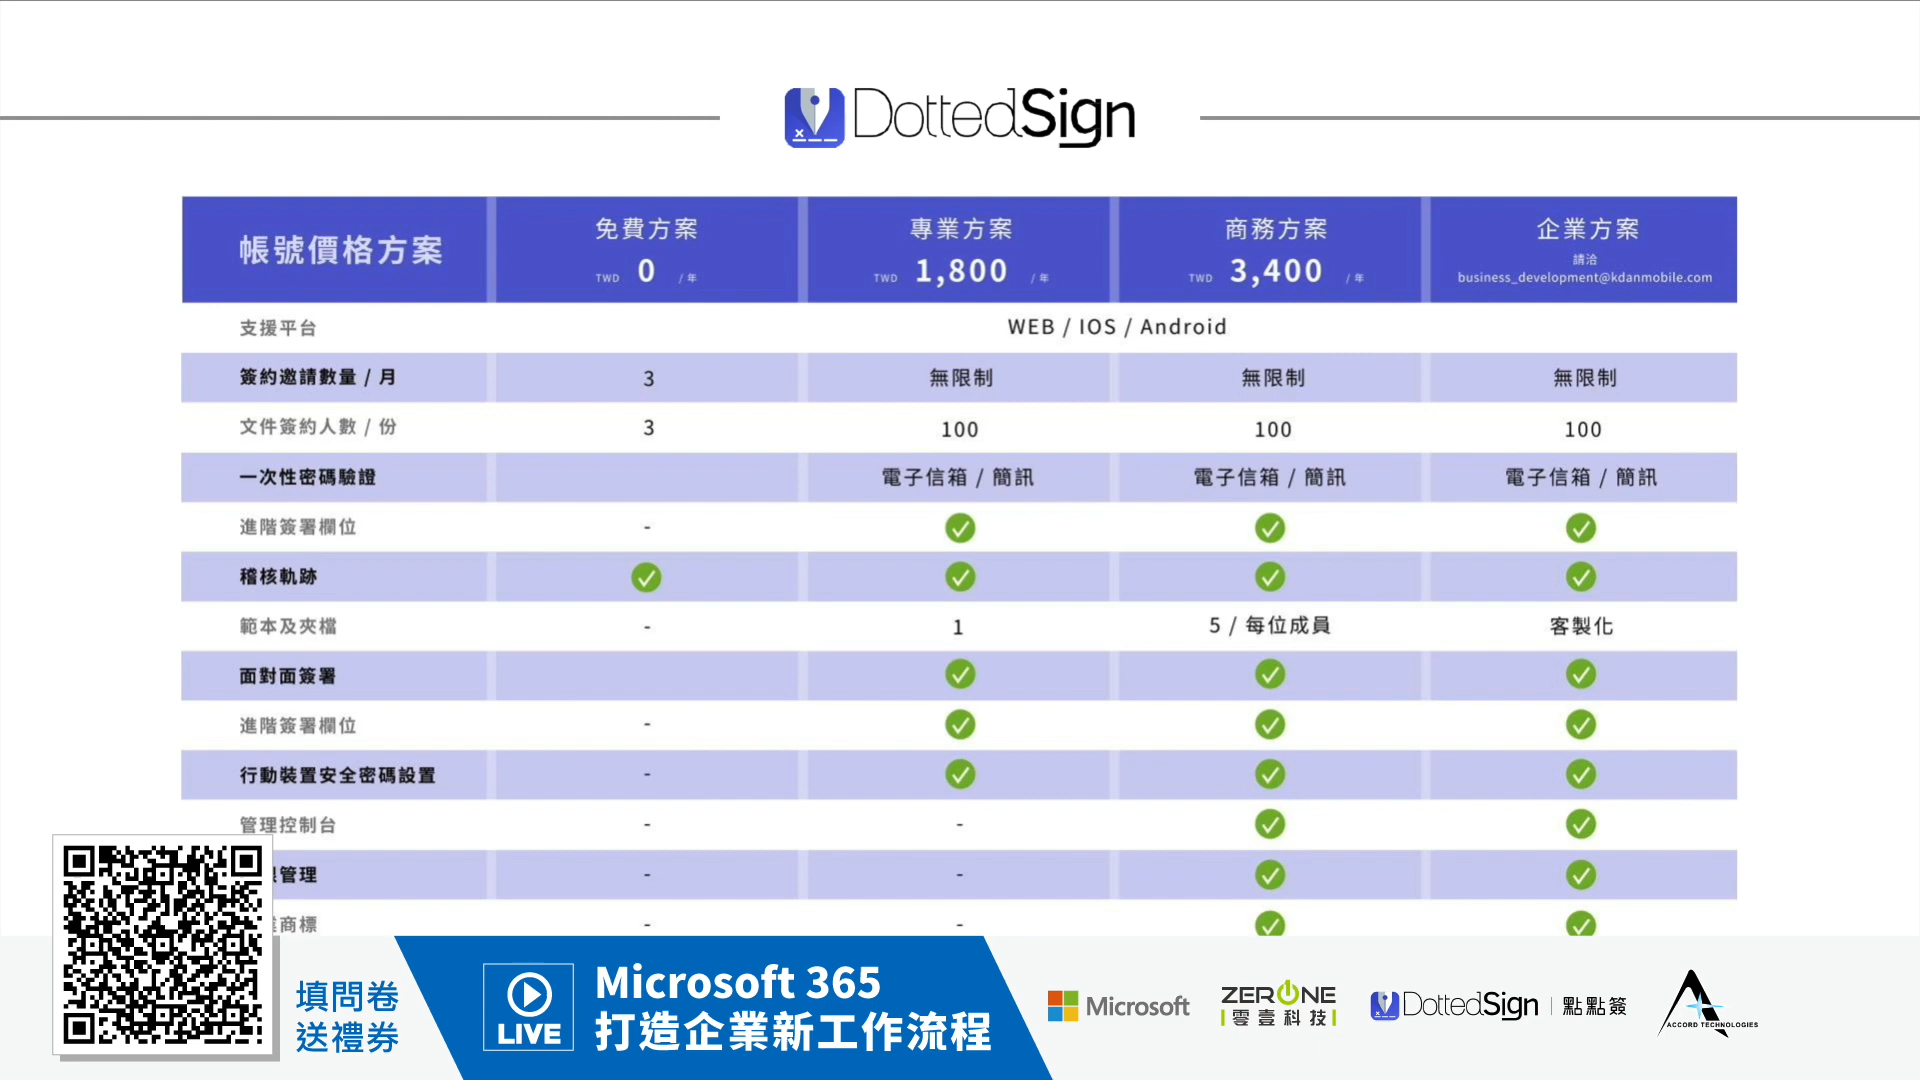 DottedSign
帳號價格方案
免費方案
TWD 0 / 年
專業方案
TWD 1,800 / 年
商務方案
TWD 3,400 / 年
企業方案
請洽
business_development@kdanmobile.com
支援平台 WEB / IOS / Android
簽約邀請數量 / 月 3 無限制 無限制 無限制
文件簽約人數 / 份 3 100 100 100
一次性密碼驗證 電子信箱 / 簡訊 電子信箱 / 簡訊 電子信箱 / 簡訊
進階簽署欄位 -
稽核軌跡
範本及夾檔 - 1 5 / 每位成員 客製化
面對面簽署
進階簽署欄位 -
行動裝置安全密碼設置 -
管理控制台 - -
管理 - -
商標 - -
填問卷
送禮券
LIVE
Microsoft 365
打造企業新工作流程
Microsoft
ZERONE
零壹科技
DottedSign | 點點簽
ACCORD TECHNOLOGIES